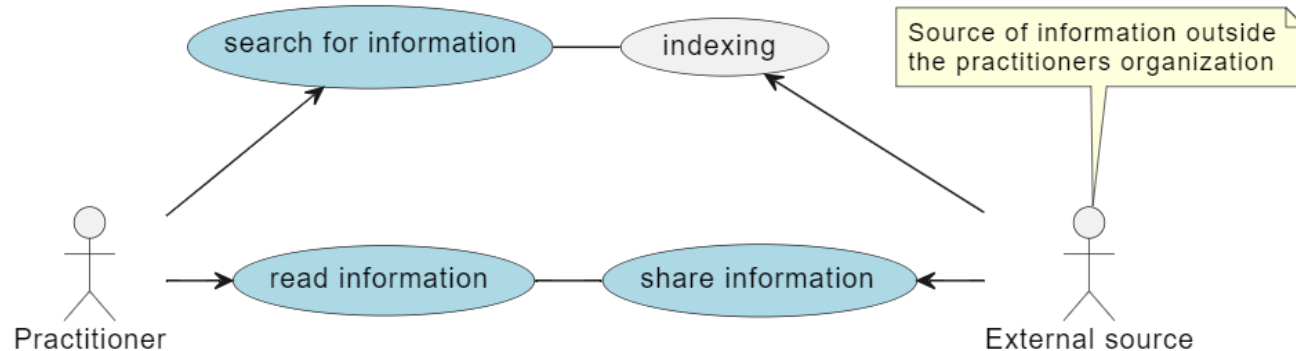 search for information
indexing
Source of information outside
the practitioners organization
read information
share information
Practitioner
External source